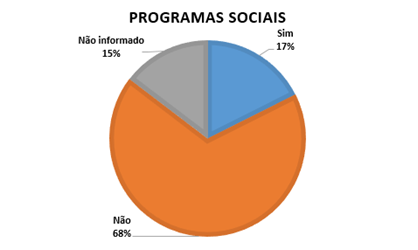 PROGRAMAS SOCIAIS
Sim
17%
Não informado
15%
Não
68%